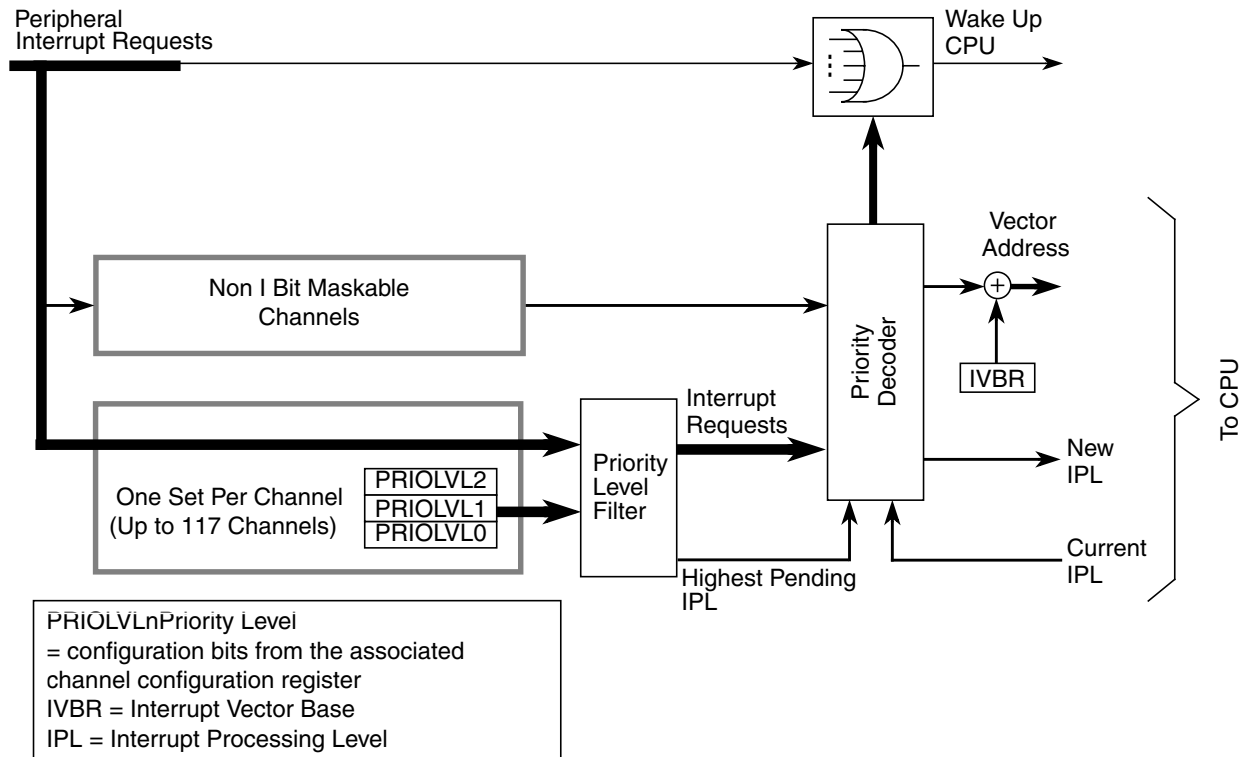 Peripheral
Interrupt Requests
Wake Up
CPU
Vector
Address
Non I Bit Maskable
Channels
Priority
Decoder
IVBR
To CPU
Interrupt
Requests
New
IPL
One Set Per Channel
(Up to 117 Channels)
PRIOLVL2
PRIOLVL1
PRIOLVL0
Priority
Level
Filter
Highest Pending
IPL
Current
IPL
PRIOLVLnPriority Level
= configuration bits from the associated
channel configuration register
IVBR = Interrupt Vector Base
IPL = Interrupt Processing Level